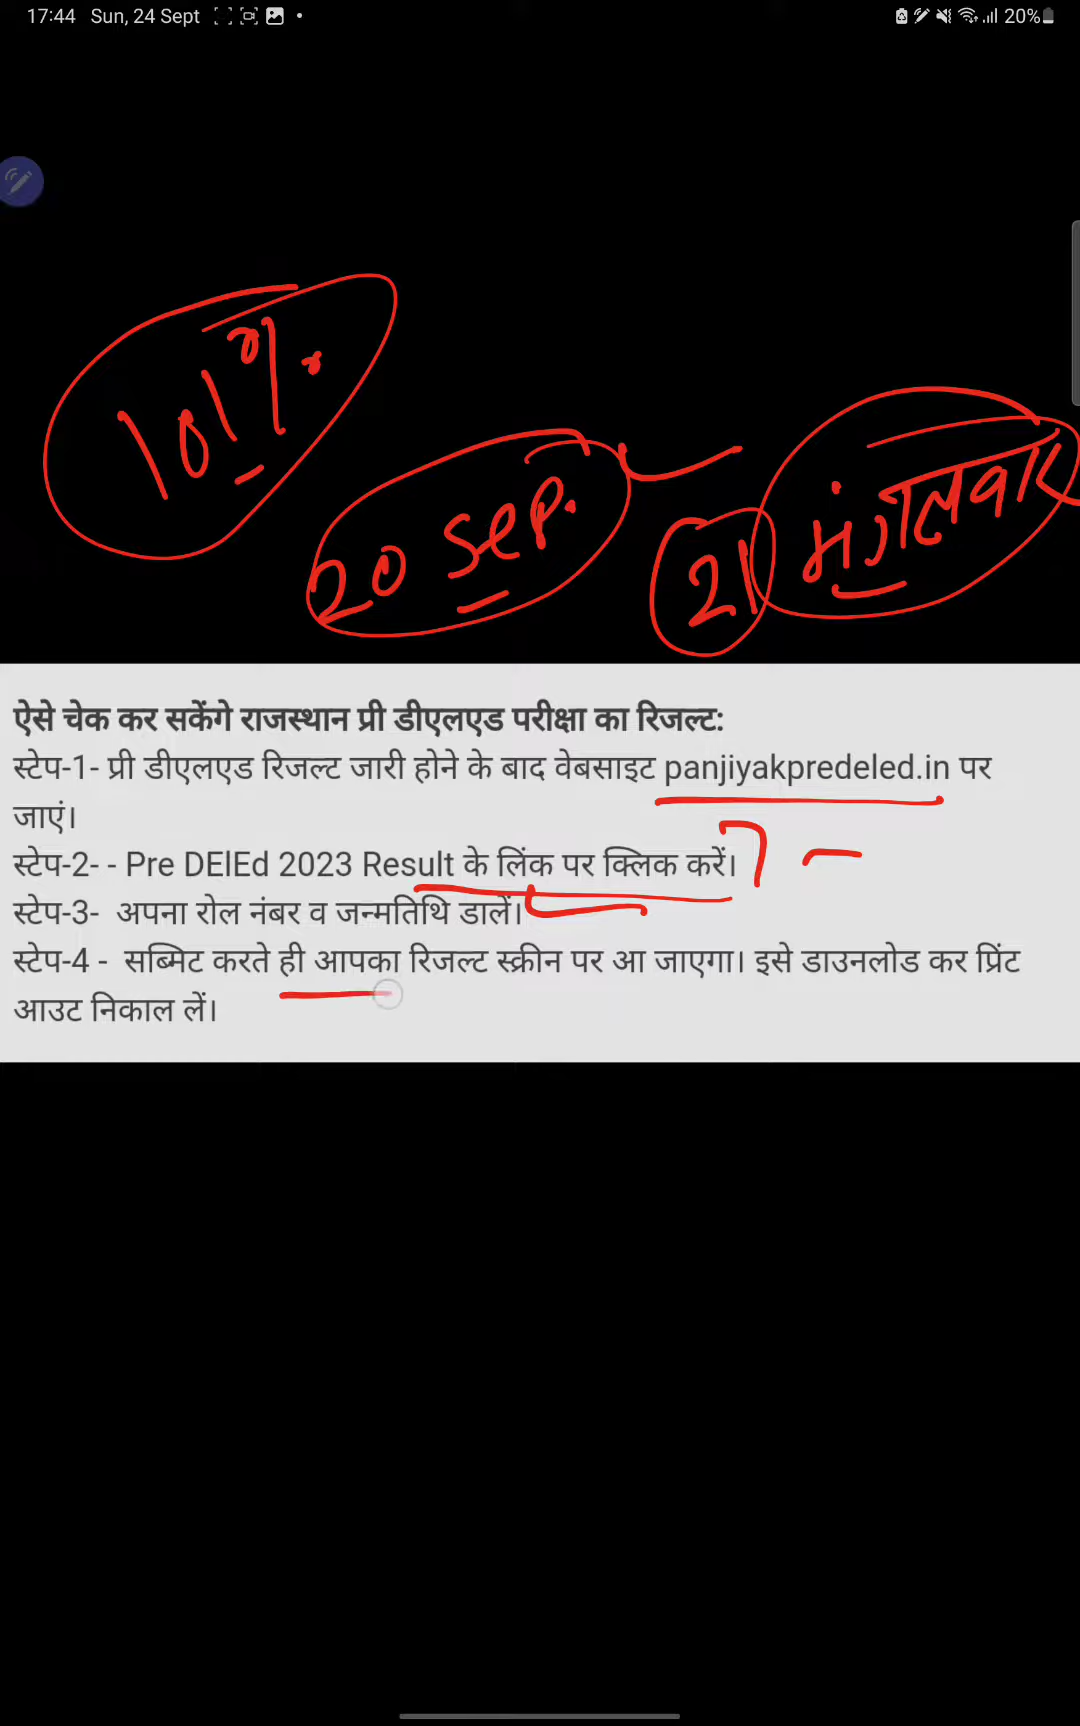 17:44 Sun, 24 Sept 20%
101%.
20 sep.
21 मंगलवार
ऐसे चेक कर सकेंगे राजस्थान प्री डीएलएड परीक्षा का रिजल्ट:
स्टेप-1- प्री डीएलएड रिजल्ट जारी होने के बाद वेबसाइट panjiyakpredeled.in पर
जाएं।
स्टेप-2- - Pre DElEd 2023 Result के लिंक पर क्लिक करें।
स्टेप-3- अपना रोल नंबर व जन्मतिथि डालें।
स्टेप-4 - सब्मिट करते ही आपका रिजल्ट स्क्रीन पर आ जाएगा। इसे डाउनलोड कर प्रिंट
आउट निकाल लें।